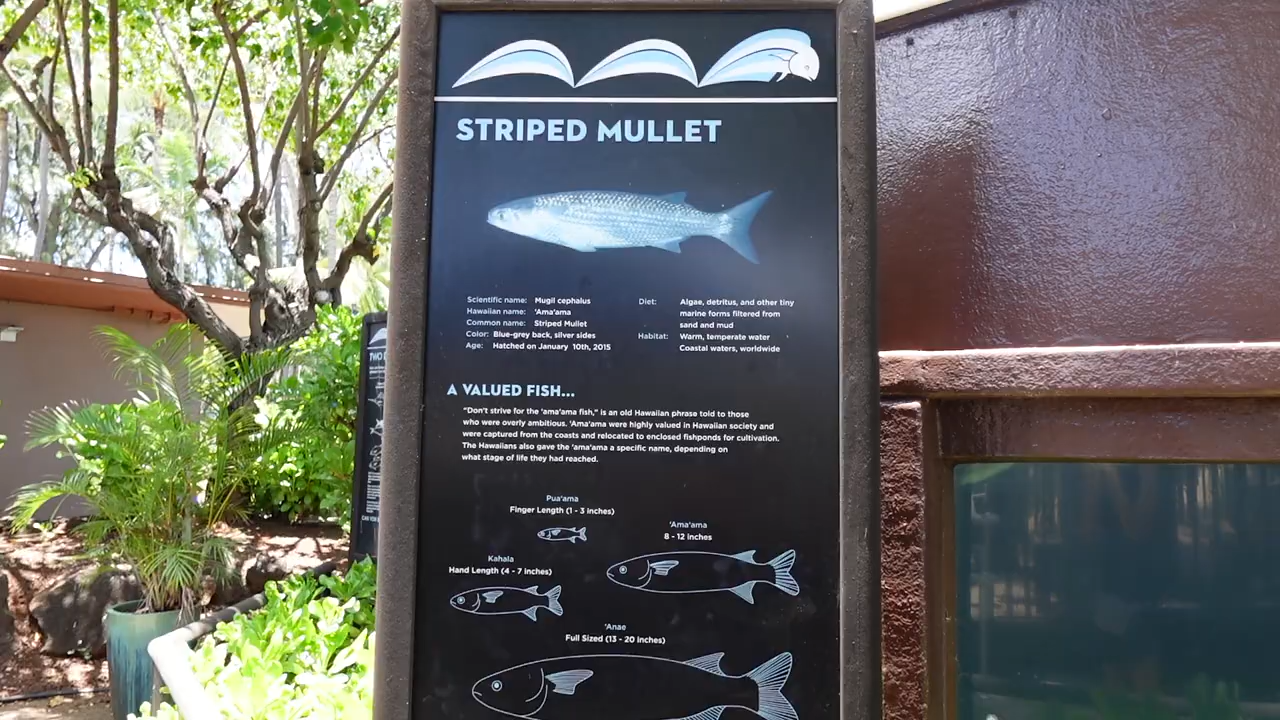 STRIPED MULLET
Scientific name: Mugil cephalus
Hawaiian name: 'Ama'ama
Common name: Striped Mullet
Color: Blue-grey back, silver sides
Age: Hatched on January 10th, 2015
Diet: Algae, detritus, and other tiny
marine forms filtered from
sand and mud
Habitat: Warm, temperate water
Coastal waters, worldwide
A VALUED FISH...
"Don't strive for the 'ama'ama fish," is an old Hawaiian phrase told to those
who were overly ambitious. 'Ama'ama were highly valued in Hawaiian society and
were captured from the coasts and relocated to enclosed fishponds for cultivation.
The Hawaiians also gave the 'ama'ama a specific name, depending on
what stage of life they had reached.
Pua'ama
Finger Length (1 - 3 inches)
'Ama'ama
8 - 12 inches
Kahala
Hand Length (4 - 7 inches)
'Anae
Full Sized (13 - 20 inches)
TWO